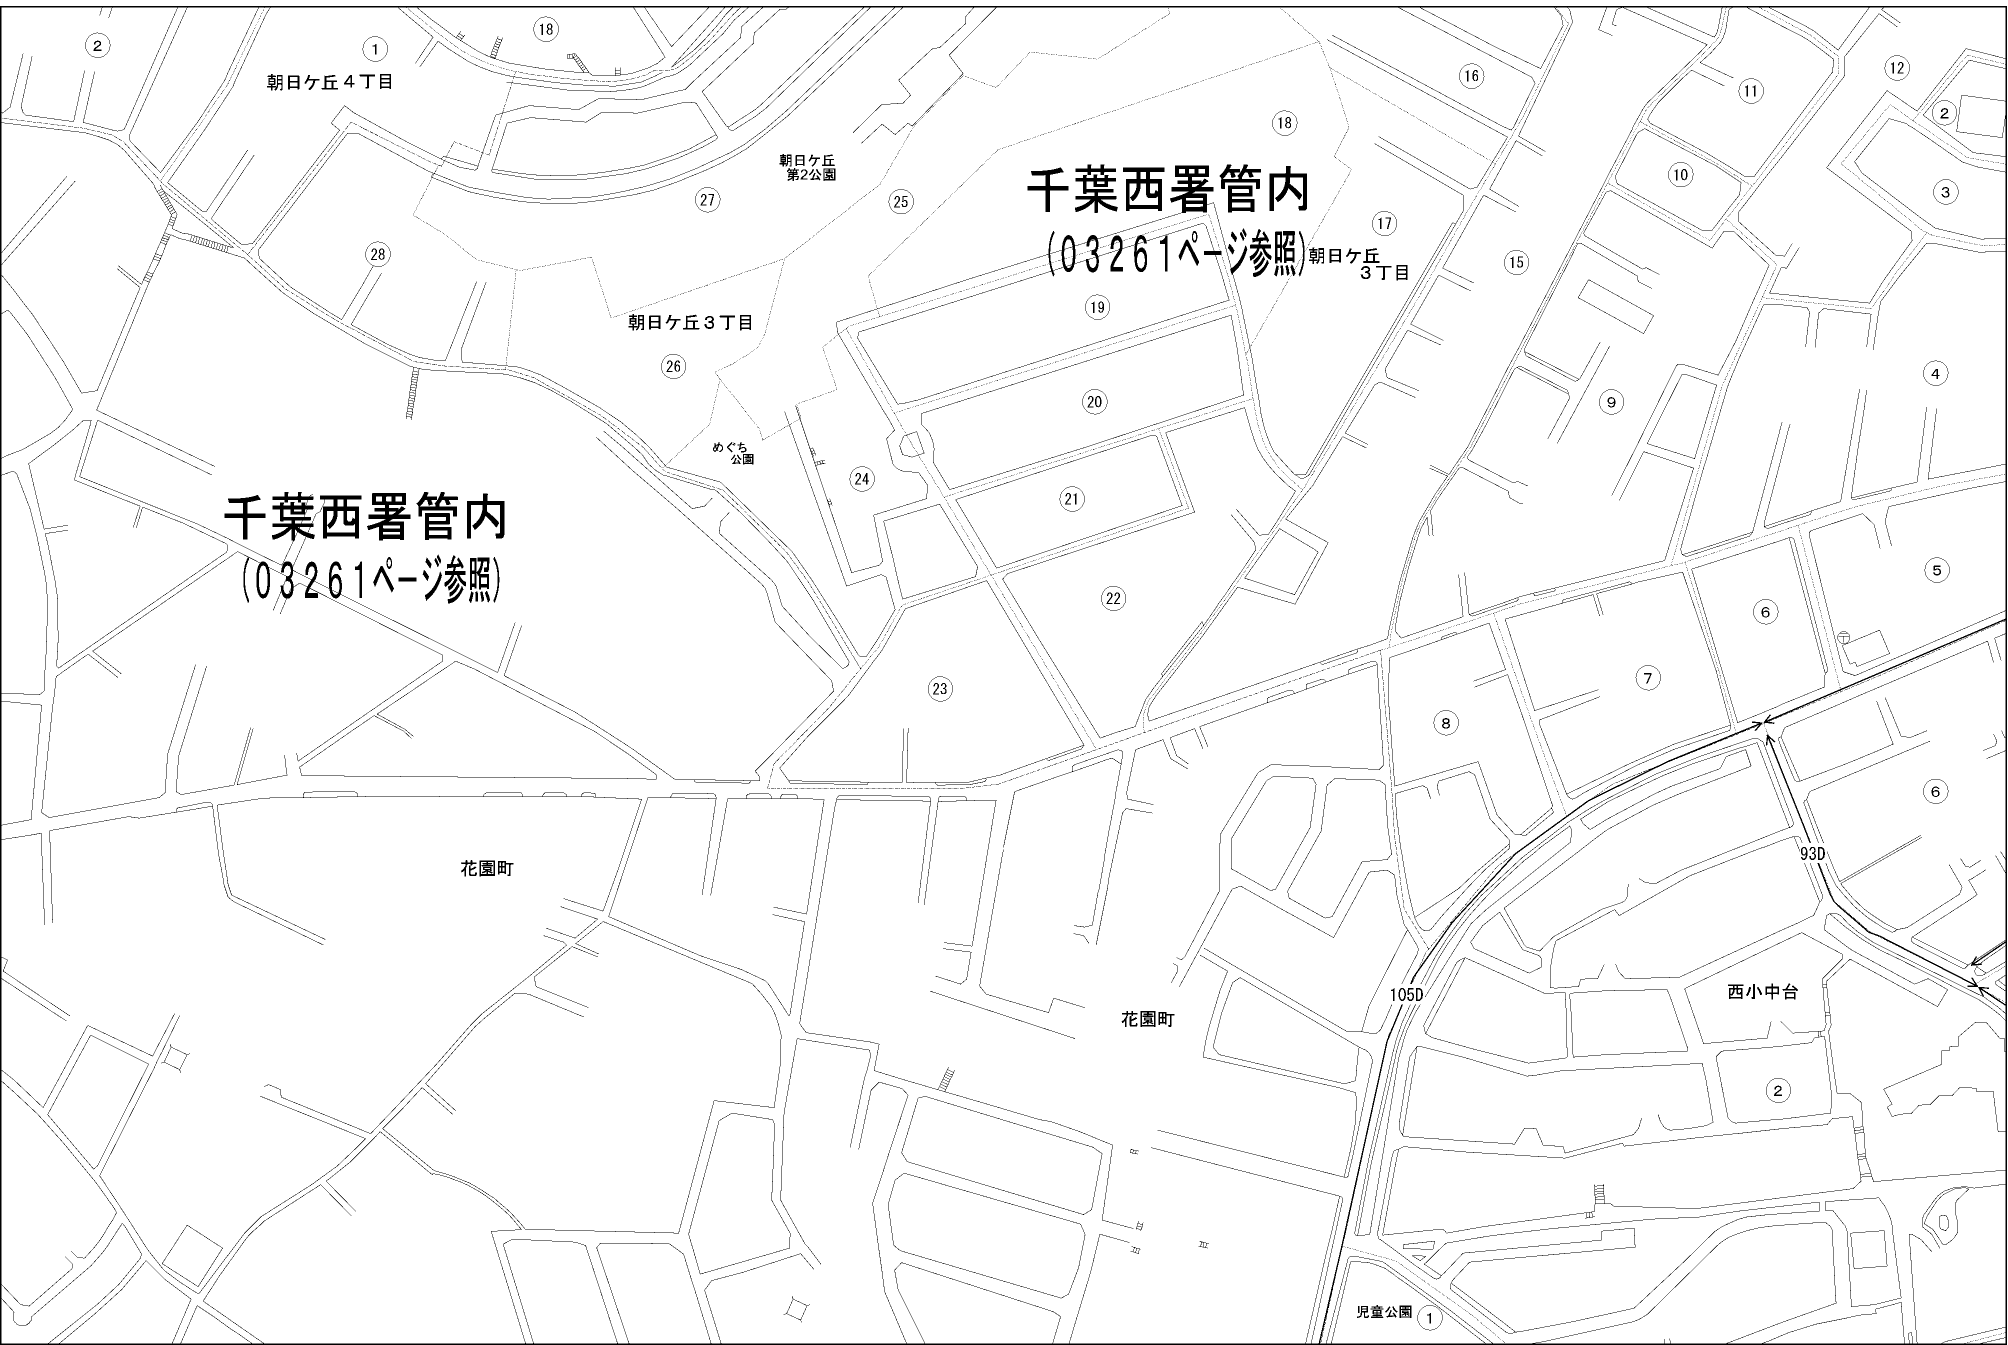 18
2
1
朝日ケ丘４丁目
16
12
11
2
18
朝日ケ丘
第2公園
10
3
27
25
千葉西署管内
(０３２６１ページ参照)
17
朝日ケ丘
３丁目
28
15
19
朝日ケ丘３丁目
26
4
20
9
めぐち
公園
24
21
千葉西署管内
(０３２６１ページ参照)
5
22
6
〒
7
23
8
6
93D
花園町
105D
西小中台
花園町
2
児童公園
1